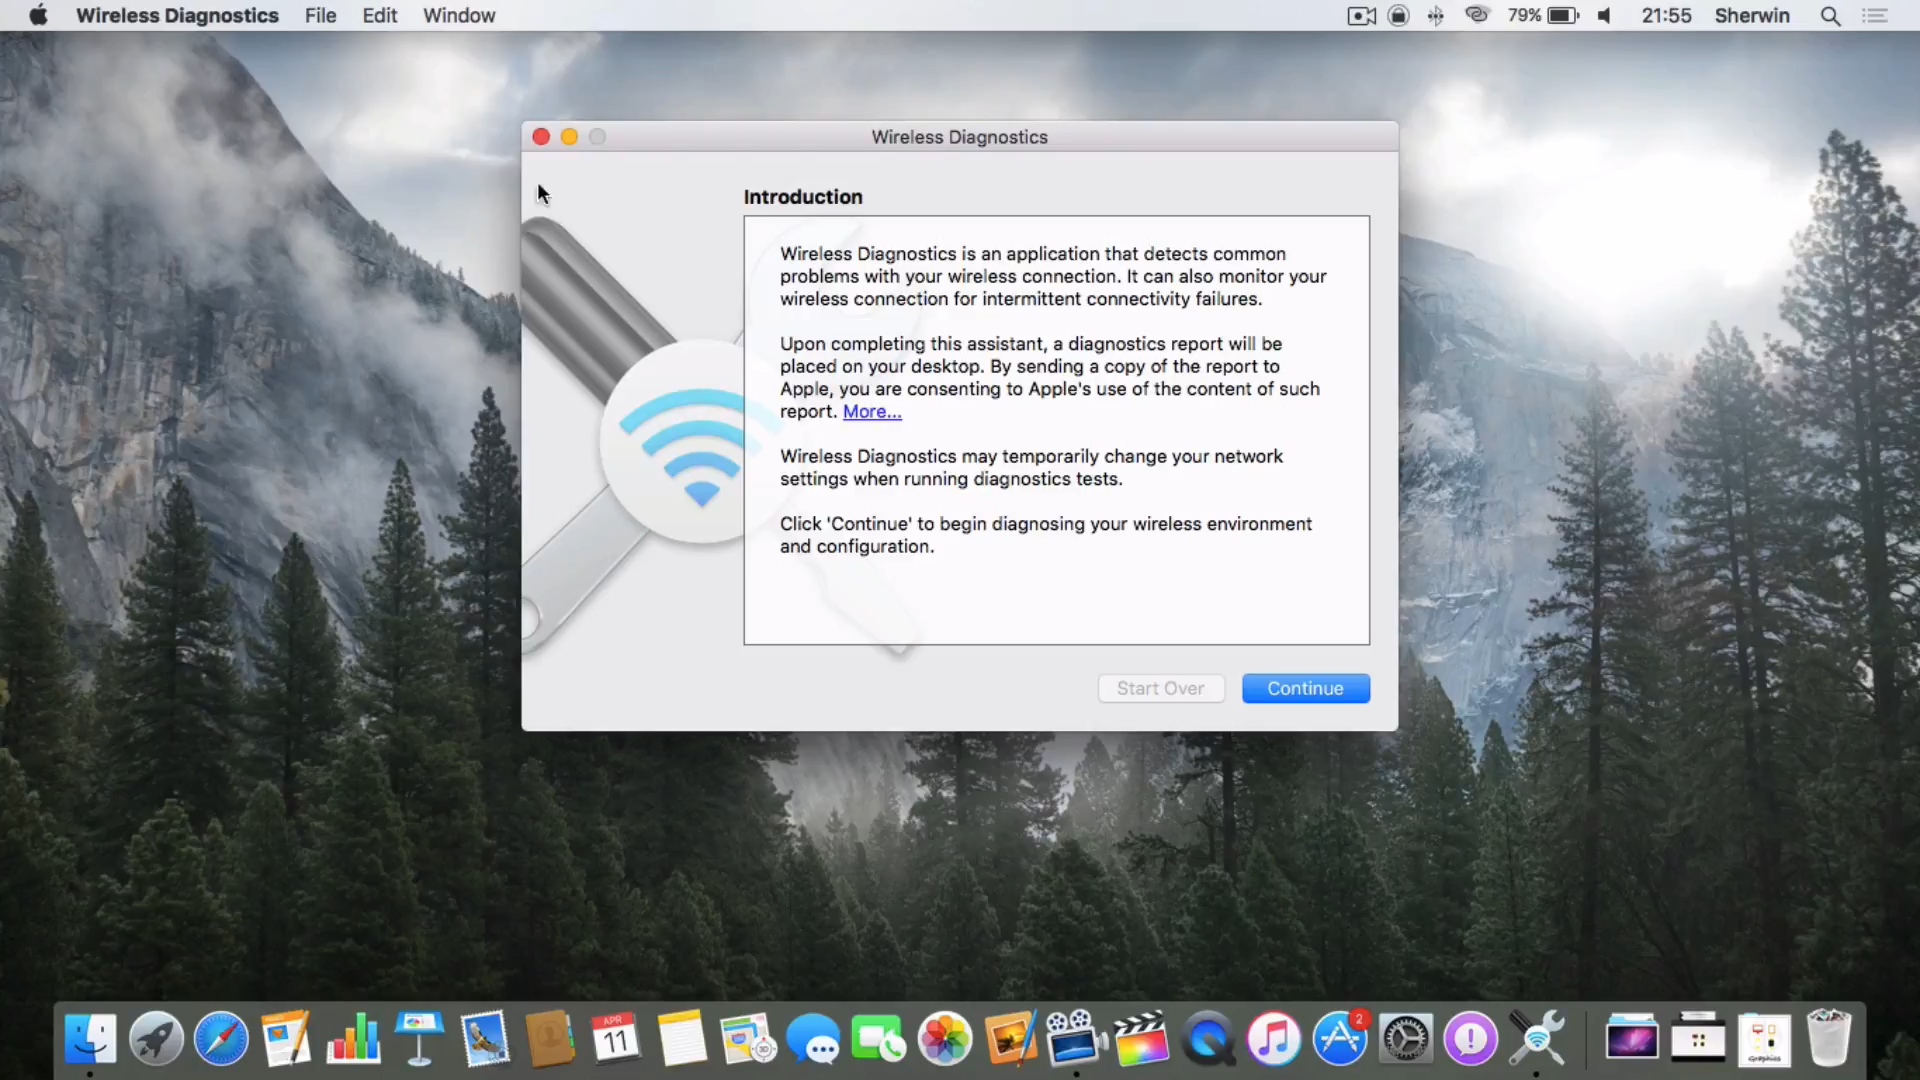 Wireless Diagnostics File Edit Window 79% 21:55 Sherwin
Wireless Diagnostics
Introduction
Wireless Diagnostics is an application that detects common
problems with your wireless connection. It can also monitor your
wireless connection for intermittent connectivity failures.
Upon completing this assistant, a diagnostics report will be
placed on your desktop. By sending a copy of the report to
Apple, you are consenting to Apple's use of the content of such
report. More...
Wireless Diagnostics may temporarily change your network
settings when running diagnostics tests.
Click 'Continue' to begin diagnosing your wireless environment
and configuration.
Start Over Continue
APR
11
2
Graphics